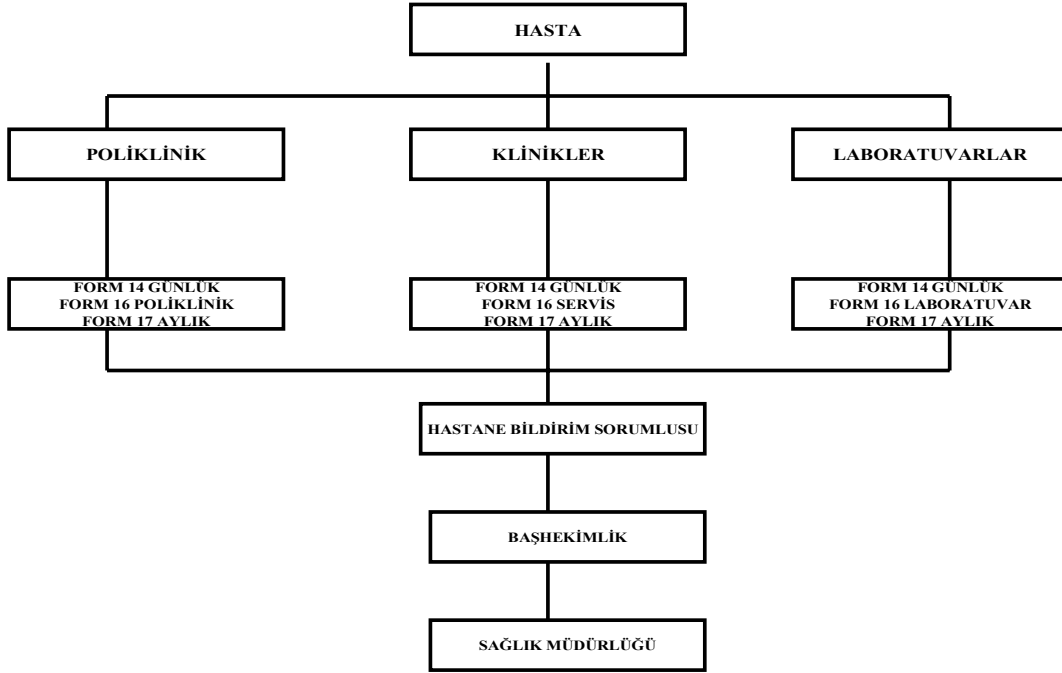 HASTA
POLİKLİNİK
KLİNİKLER
LABORATUVARLAR
FORM 14 GÜNLÜK
FORM 16 POLİKLİNİK
FORM 17 AYLIK
FORM 14 GÜNLÜK
FORM 16 SERVİS
FORM 17 AYLIK
FORM 14 GÜNLÜK
FORM 16 LABORATUVAR
FORM 17 AYLIK
HASTANE BİLDİRİM SORUMLUSU
BAŞHEKİMLİK
SAĞLIK MÜDÜRLÜĞÜ